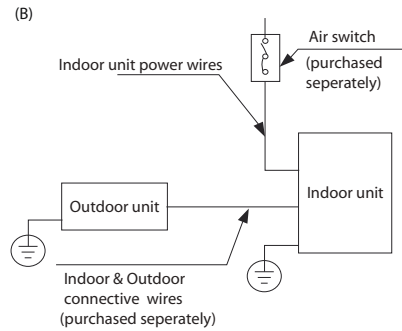 (B)
Air switch
(purchased
seperately)
Indoor unit power wires
Indoor unit
Outdoor unit
Indoor & Outdoor
connective wires
(purchased seperately)